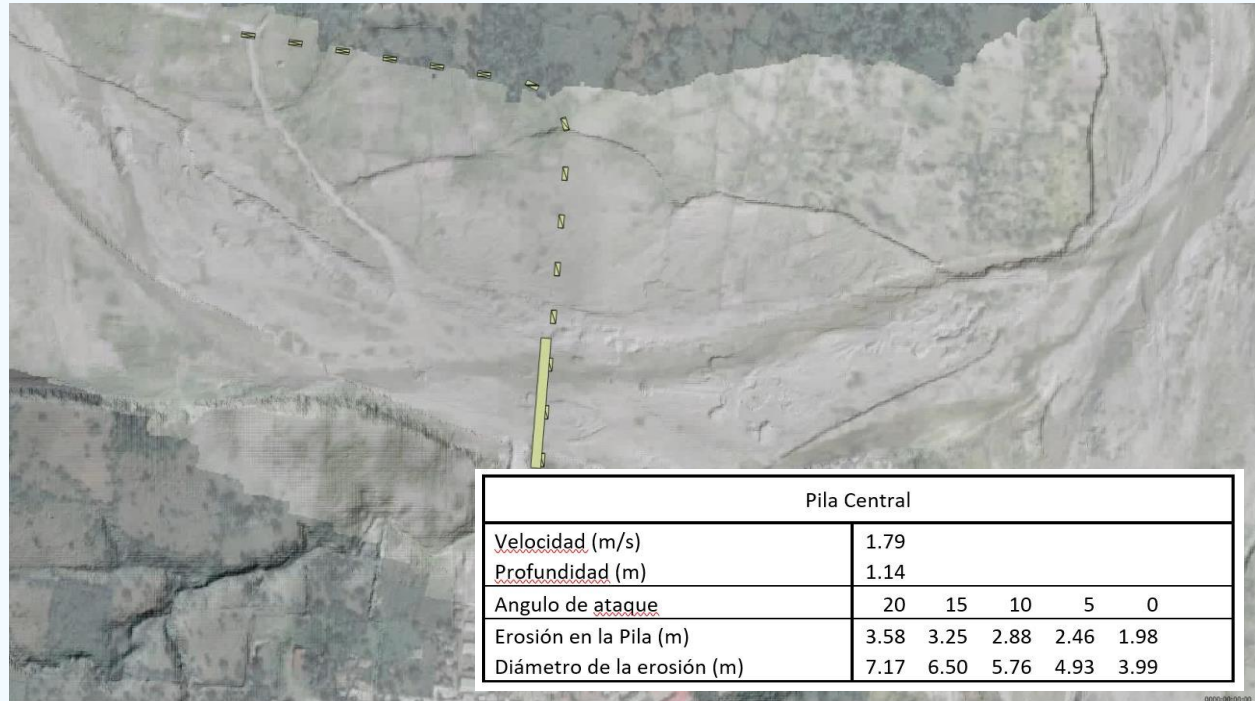 Pila Central
Velocidad (m/s) 1.79
Profundidad (m) 1.14
Angulo de ataque 20 15 10 5 0
Erosión en la Pila (m) 3.58 3.25 2.88 2.46 1.98
Diámetro de la erosión (m) 7.17 6.50 5.76 4.93 3.99